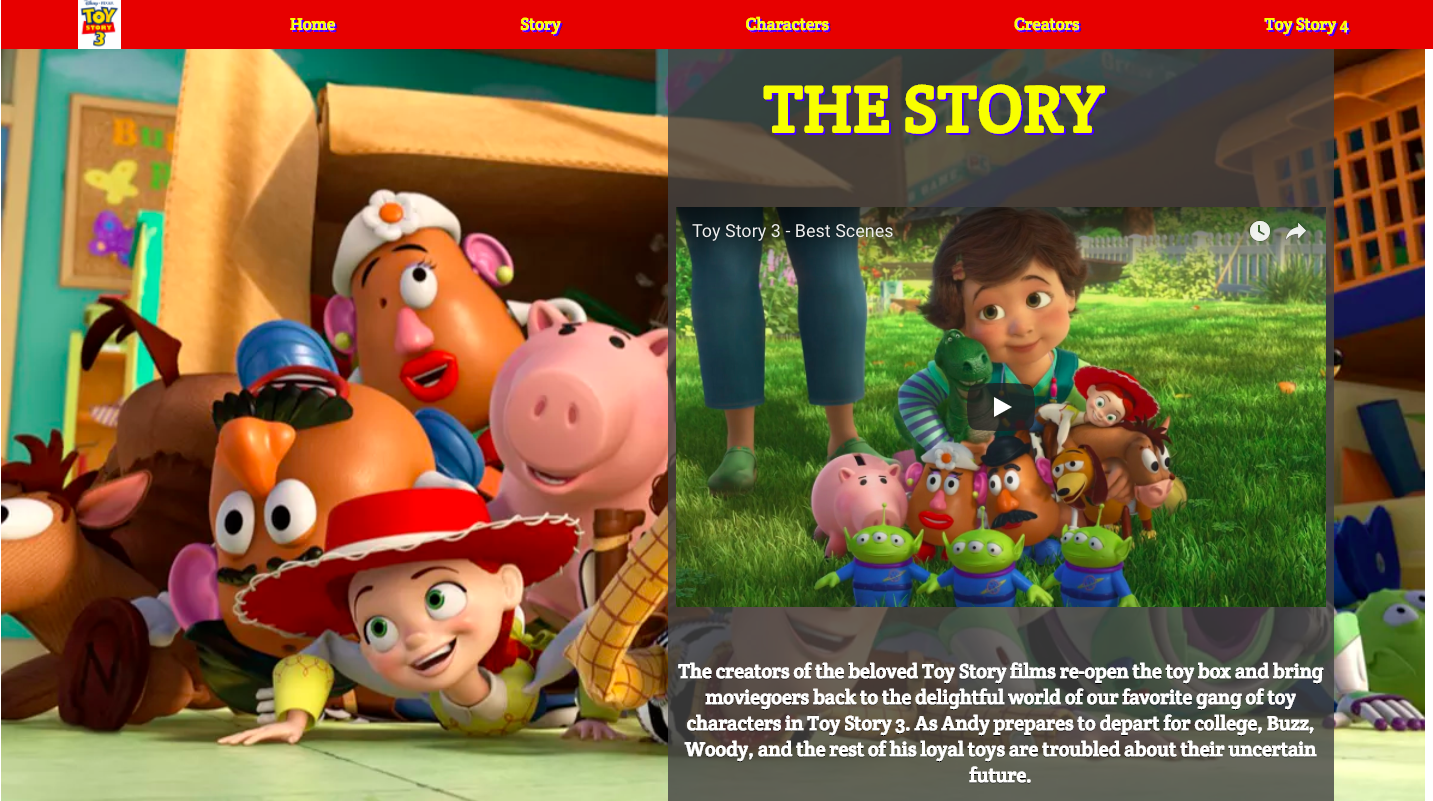 Disney · PIXAR
TOY
STORY
3
Home
Story
Characters
Creators
Toy Story 4
THE STORY
Toy Story 3 - Best Scenes
The creators of the beloved Toy Story films re-open the toy box and bring
moviegoers back to the delightful world of our favorite gang of toy
characters in Toy Story 3. As Andy prepares to depart for college, Buzz,
Woody, and the rest of his loyal toys are troubled about their uncertain
future.